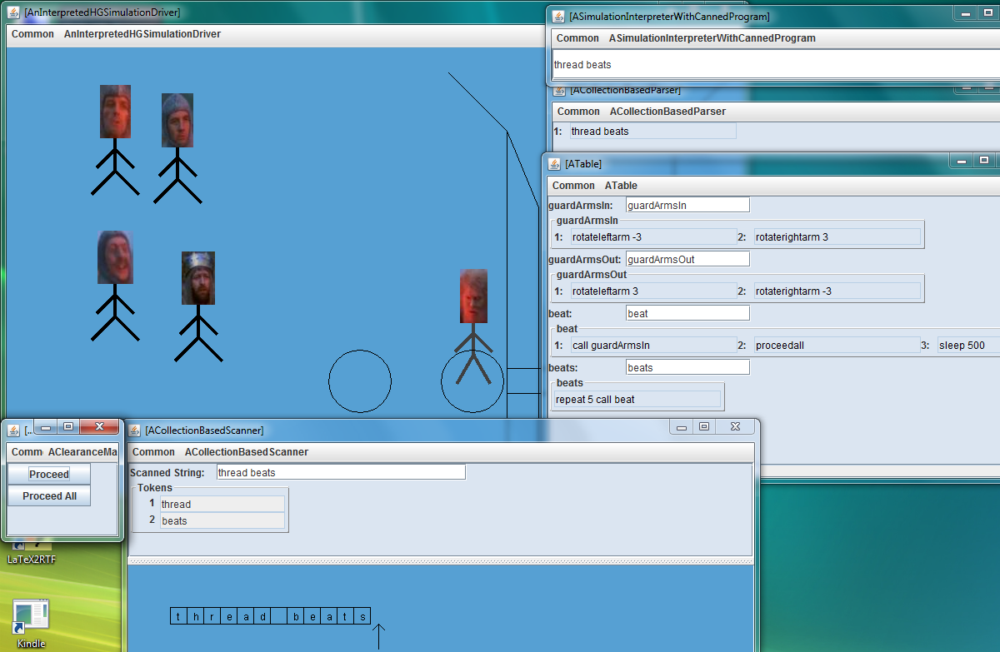 [AnInterpretedHGSimulationDriver]
Common AnInterpretedHGSimulationDriver
[ASimulationInterpreterWithCannedProgram]
Common ASimulationInterpreterWithCannedProgram
thread beats
[ACollectionBasedParser]
Common ACollectionBasedParser
1: thread beats
[ATable]
Common ATable
guardArmsIn: guardArmsIn
guardArmsIn
1: rotateleftarm -3 2: rotaterightarm 3
guardArmsOut: guardArmsOut
guardArmsOut
1: rotateleftarm 3 2: rotaterightarm -3
beat: beat
beat
1: call guardArmsIn 2: proceedall 3: sleep 500
beats: beats
beats
repeat 5 call beat
[...
Comm AClearanceMa
Proceed
Proceed All
[ACollectionBasedScanner]
Common ACollectionBasedScanner
Scanned String: thread beats
Tokens
1 thread
2 beats
t h r e a d b e a t s
LaTeX2RTF
Kindle